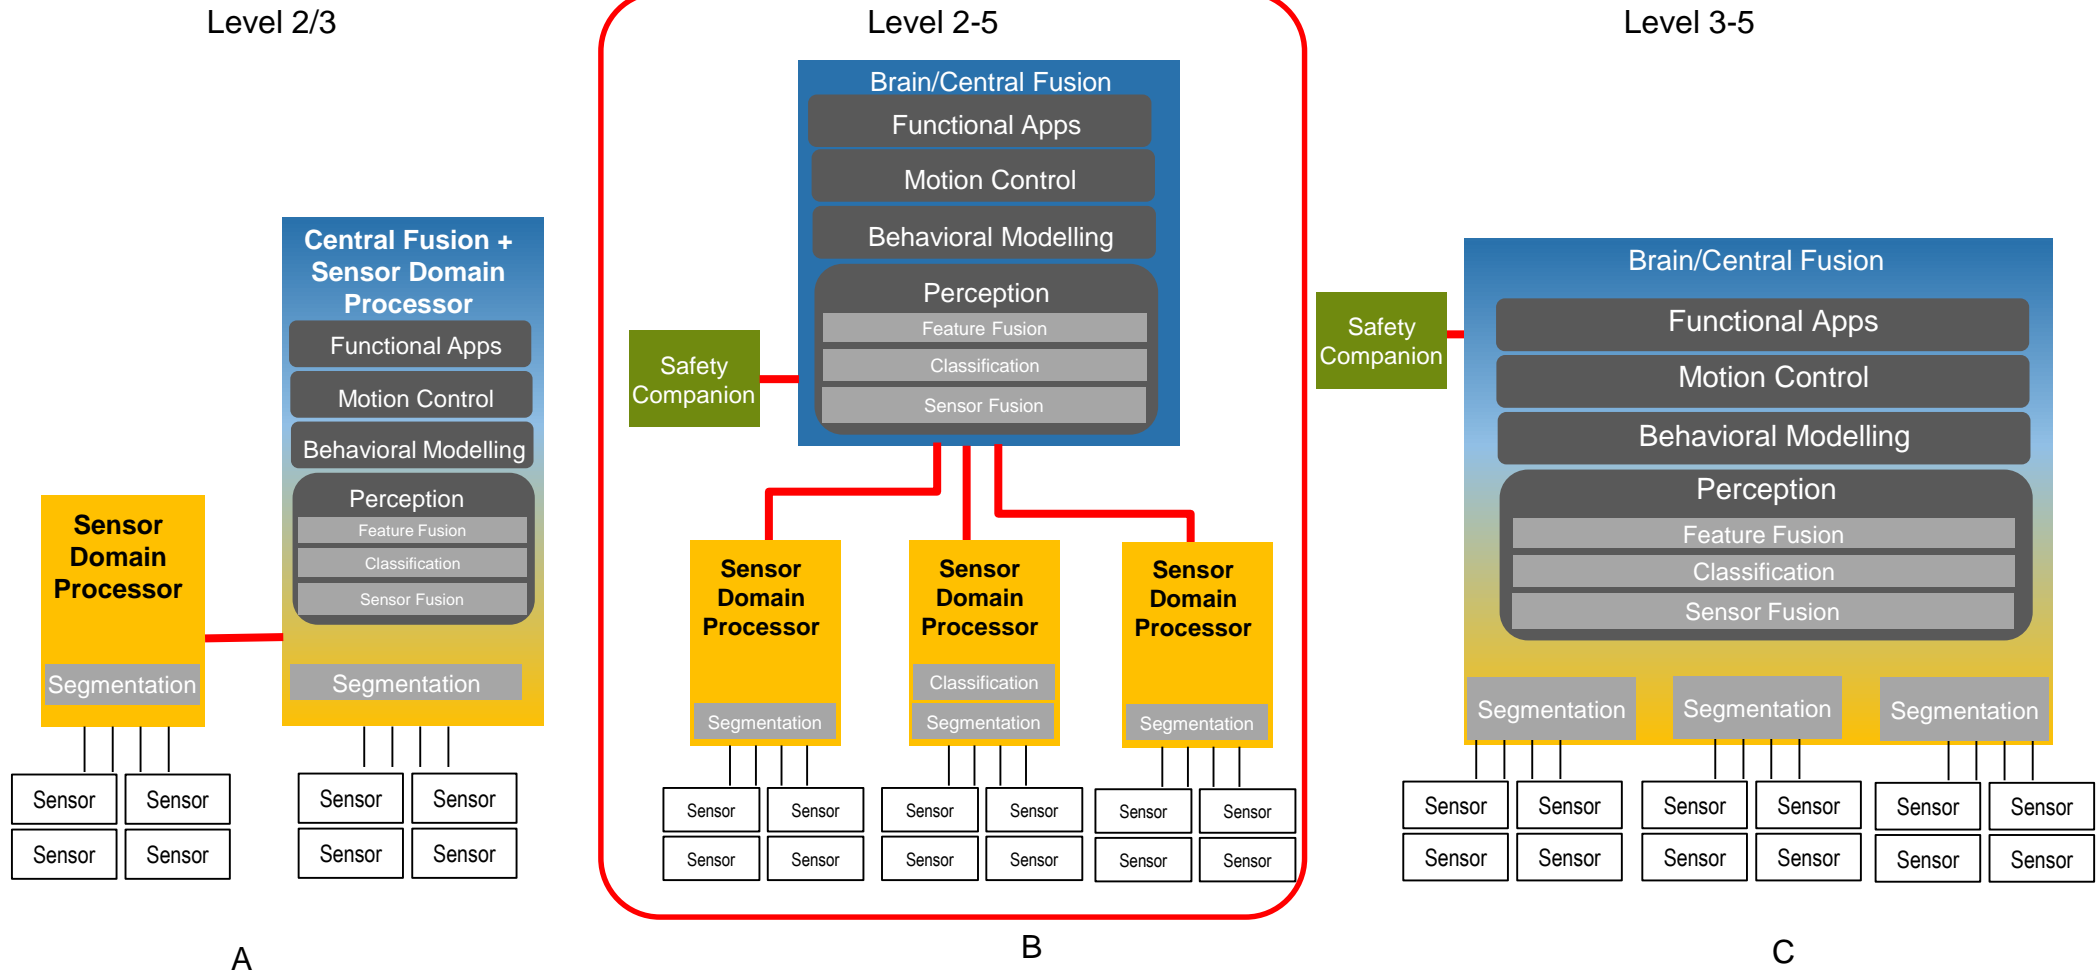 Level 2/3
Central Fusion +
Sensor Domain
Processor
Functional Apps
Motion Control
Behavioral Modelling
Perception
Feature Fusion
Classification
Sensor Fusion
Segmentation
Sensor
Domain
Processor
Segmentation
Sensor Sensor
Sensor Sensor
Sensor Sensor
Sensor Sensor
A
Level 2-5
Brain/Central Fusion
Functional Apps
Motion Control
Behavioral Modelling
Perception
Feature Fusion
Classification
Sensor Fusion
Safety
Companion
Sensor
Domain
Processor
Segmentation
Sensor
Domain
Processor
Classification
Segmentation
Sensor
Domain
Processor
Segmentation
Sensor Sensor
Sensor Sensor
Sensor Sensor
Sensor Sensor
Sensor Sensor
Sensor Sensor
B
Level 3-5
Safety
Companion
Brain/Central Fusion
Functional Apps
Motion Control
Behavioral Modelling
Perception
Feature Fusion
Classification
Sensor Fusion
Segmentation
Segmentation
Segmentation
Sensor Sensor
Sensor Sensor
Sensor Sensor
Sensor Sensor
Sensor Sensor
Sensor Sensor
C